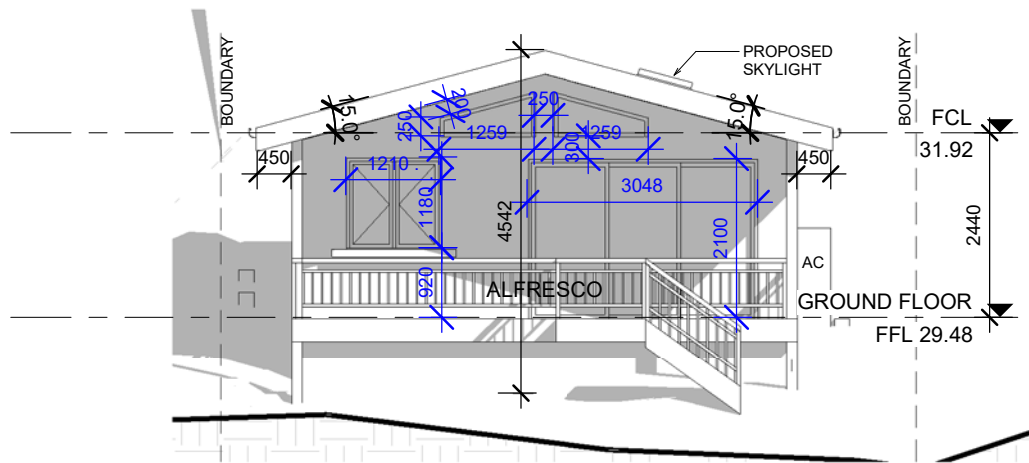 BOUNDARY
PROPOSED
SKYLIGHT
BOUNDARY
15.0°
250
200
250
15.0°
FCL
31.92
450
1259
1259
300
450
1210
3048
1180
4542
2100
2440
920
ALFRESCO
AC
GROUND FLOOR
FFL 29.48